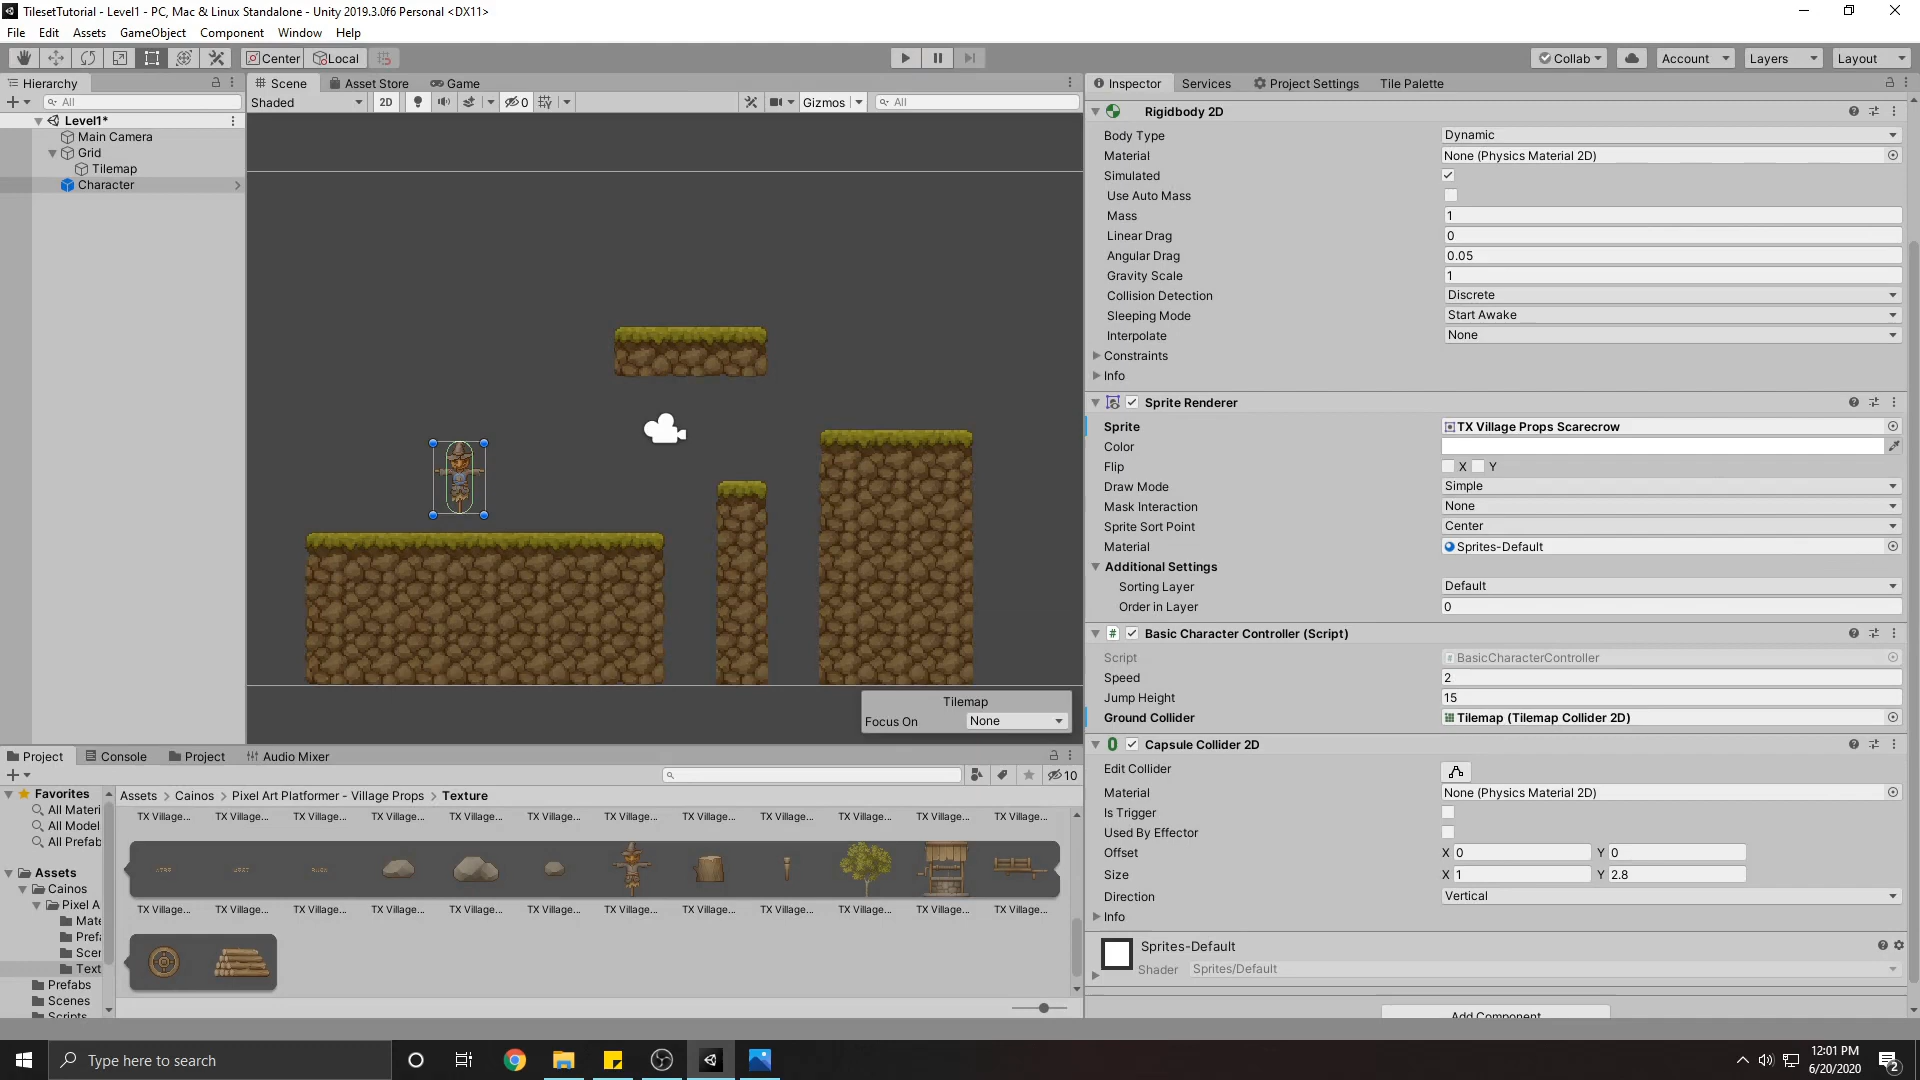 TilesetTutorial - Level1 - PC, Mac & Linux Standalone - Unity 2019.3.0f6 Personal <DX11>
File Edit Assets GameObject Component Window Help
Center Local Collab Account Layers Layout
Hierarchy
All
Level1*
Main Camera
Grid
Tilemap
Character
Scene Asset Store Game
Shaded 2D 0 Gizmos All
Tilemap
Focus On None
Inspector Services Project Settings Tile Palette
Rigidbody 2D
Body Type Dynamic
Material None (Physics Material 2D)
Simulated
Use Auto Mass
Mass 1
Linear Drag 0
Angular Drag 0.05
Gravity Scale 1
Collision Detection Discrete
Sleeping Mode Start Awake
Interpolate None
Constraints
Info
Sprite Renderer
Sprite TX Village Props Scarecrow
Color
Flip X Y
Draw Mode Simple
Mask Interaction None
Sprite Sort Point Center
Material Sprites-Default
Additional Settings
Sorting Layer Default
Order in Layer 0
Basic Character Controller (Script)
Script BasicCharacterController
Speed 2
Jump Height 15
Ground Collider Tilemap (Tilemap Collider 2D)
Capsule Collider 2D
Edit Collider
Material None (Physics Material 2D)
Is Trigger
Used By Effector
Offset X 0 Y 0
Size X 1 Y 2.8
Direction Vertical
Info
Sprites-Default
Shader Sprites/Default
Add Component
Project Console Project Audio Mixer
10
Favorites
All Materi
All Model
All Prefab
Assets
Cainos
Pixel A
Mate
Prefa
Scen
Text
Prefabs
Scenes
Scripts
Assets > Cainos > Pixel Art Platformer - Village Props > Texture
TX Village... TX Village... TX Village... TX Village... TX Village... TX Village... TX Village... TX Village... TX Village... TX Village... TX Village... TX Village...
TX Village... TX Village... TX Village... TX Village... TX Village... TX Village... TX Village... TX Village... TX Village... TX Village... TX Village... TX Village...
Type here to search
12:01 PM
6/20/2020
2